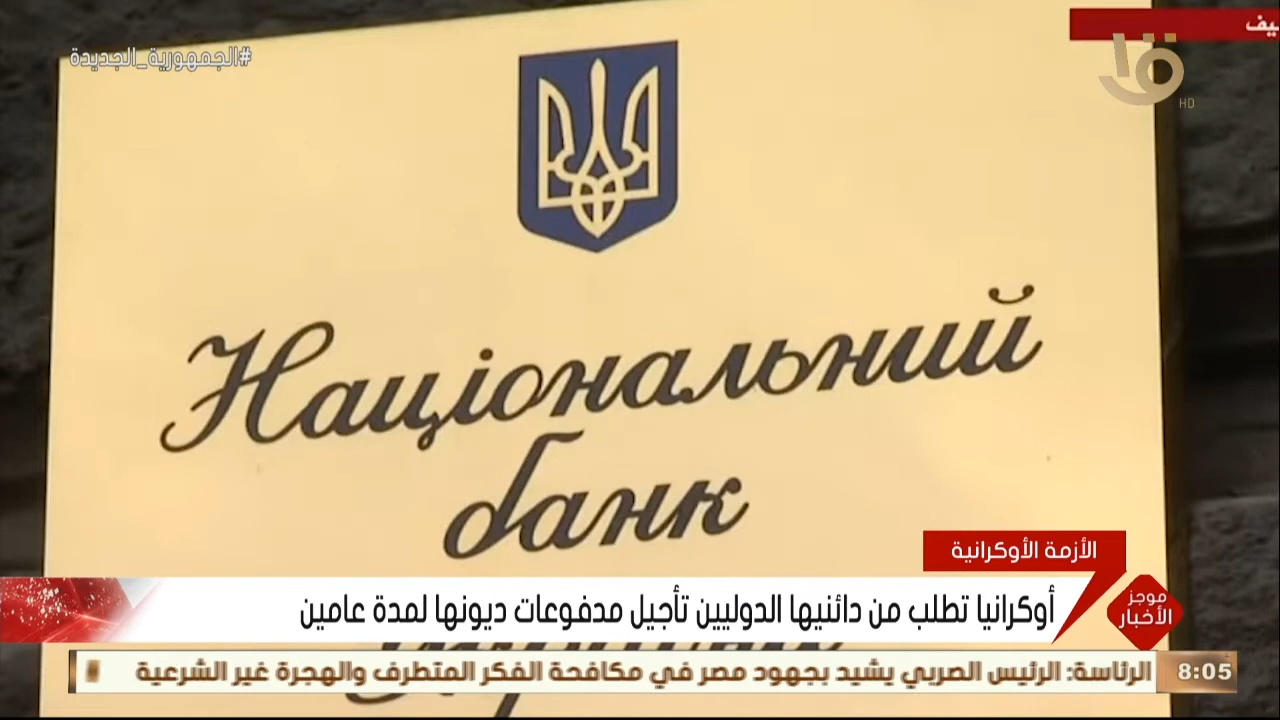 #الجمهورية_الجديدة
HD
Національний
банк
الأزمة الأوكرانية
موجز
الأخبار
أوكرانيا تطلب من دائنيها الدوليين تأجيل مدفوعات ديونها لمدة عامين
8:05
الرئاسة: الرئيس الصربي يشيد بجهود مصر في مكافحة الفكر المتطرف والهجرة غير الشرعية